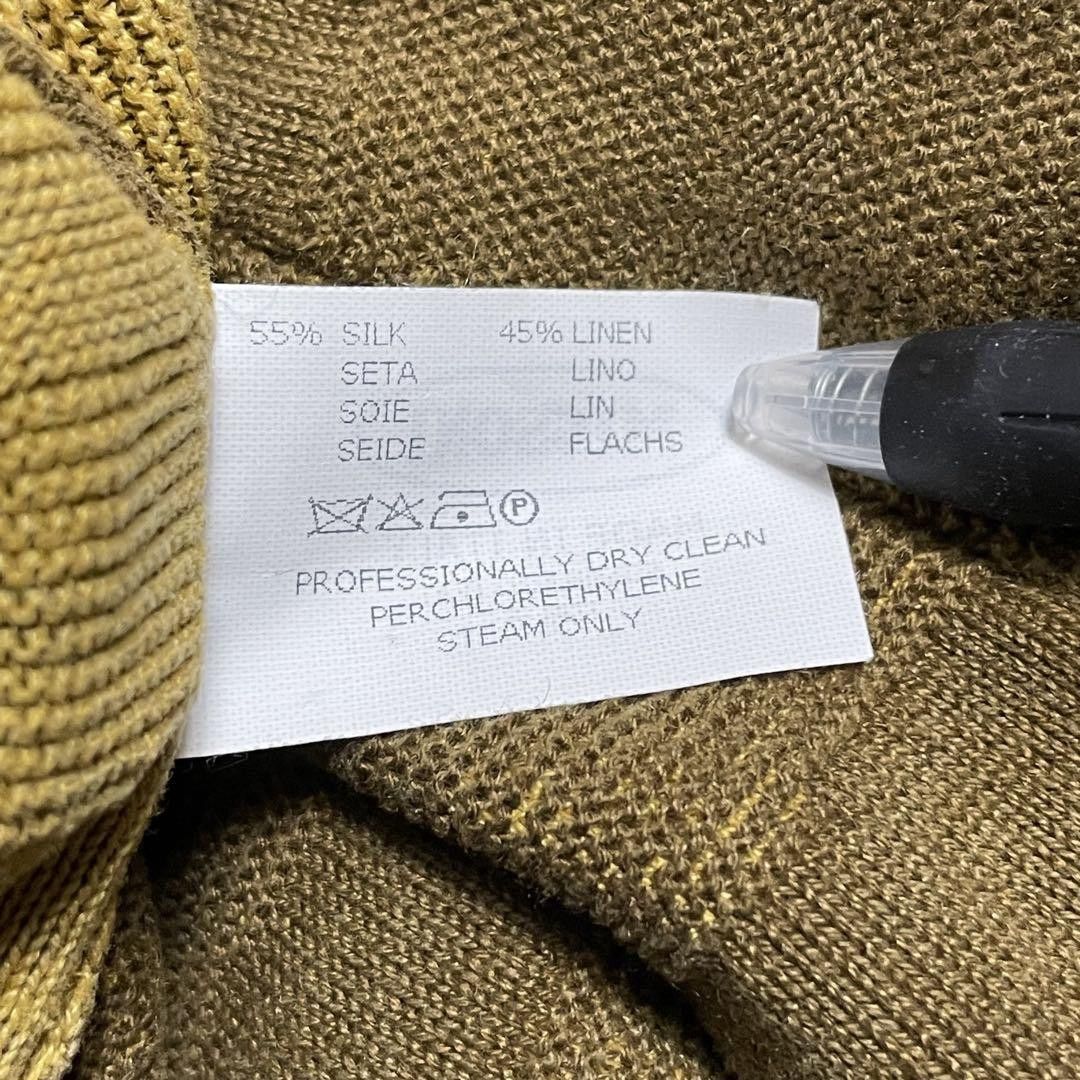 55% SILK 45% LINEN
SETA LINO
SOIE LIN
SEIDE FLACHS
P
PROFESSIONALLY DRY CLEAN
PERCHLORETHYLENE
STEAM ONLY